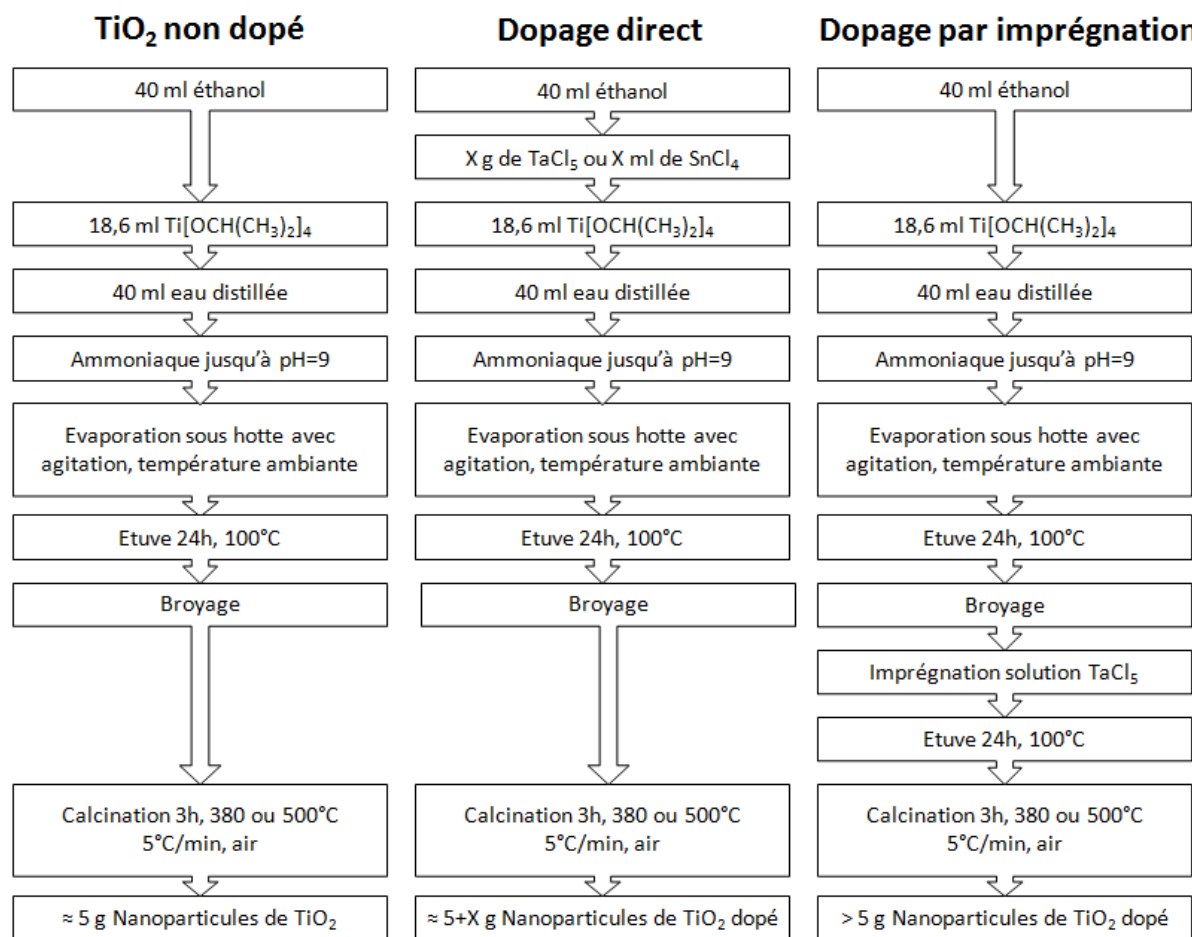 TiO₂ non dopé
40 ml éthanol
18,6 ml Ti[OCH(CH₃)₂]₄
40 ml eau distillée
Ammoniaque jusqu'à pH=9
Evaporation sous hotte avec
agitation, température ambiante
Etuve 24h, 100°C
Broyage
Calcination 3h, 380 ou 500°C
5°C/min, air
≈ 5 g Nanoparticules de TiO₂
Dopage direct
40 ml éthanol
X g de TaCl₅ ou X ml de SnCl₄
18,6 ml Ti[OCH(CH₃)₂]₄
40 ml eau distillée
Ammoniaque jusqu'à pH=9
Evaporation sous hotte avec
agitation, température ambiante
Etuve 24h, 100°C
Broyage
Calcination 3h, 380 ou 500°C
5°C/min, air
≈ 5+X g Nanoparticules de TiO₂ dopé
Dopage par imprégnation
40 ml éthanol
18,6 ml Ti[OCH(CH₃)₂]₄
40 ml eau distillée
Ammoniaque jusqu'à pH=9
Evaporation sous hotte avec
agitation, température ambiante
Etuve 24h, 100°C
Broyage
Imprégnation solution TaCl₅
Etuve 24h, 100°C
Calcination 3h, 380 ou 500°C
5°C/min, air
> 5 g Nanoparticules de TiO₂ dopé